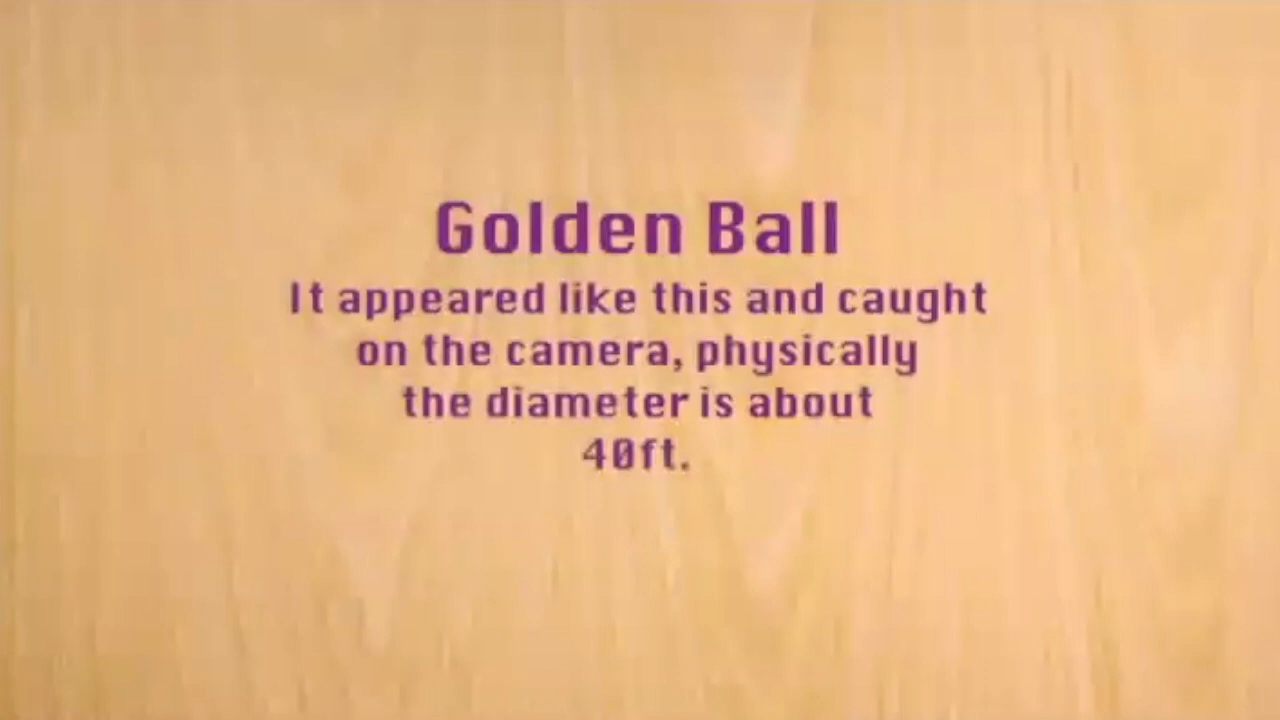 Golden Ball
It appeared like this and caught
on the camera, physically
the diameter is about
40ft.